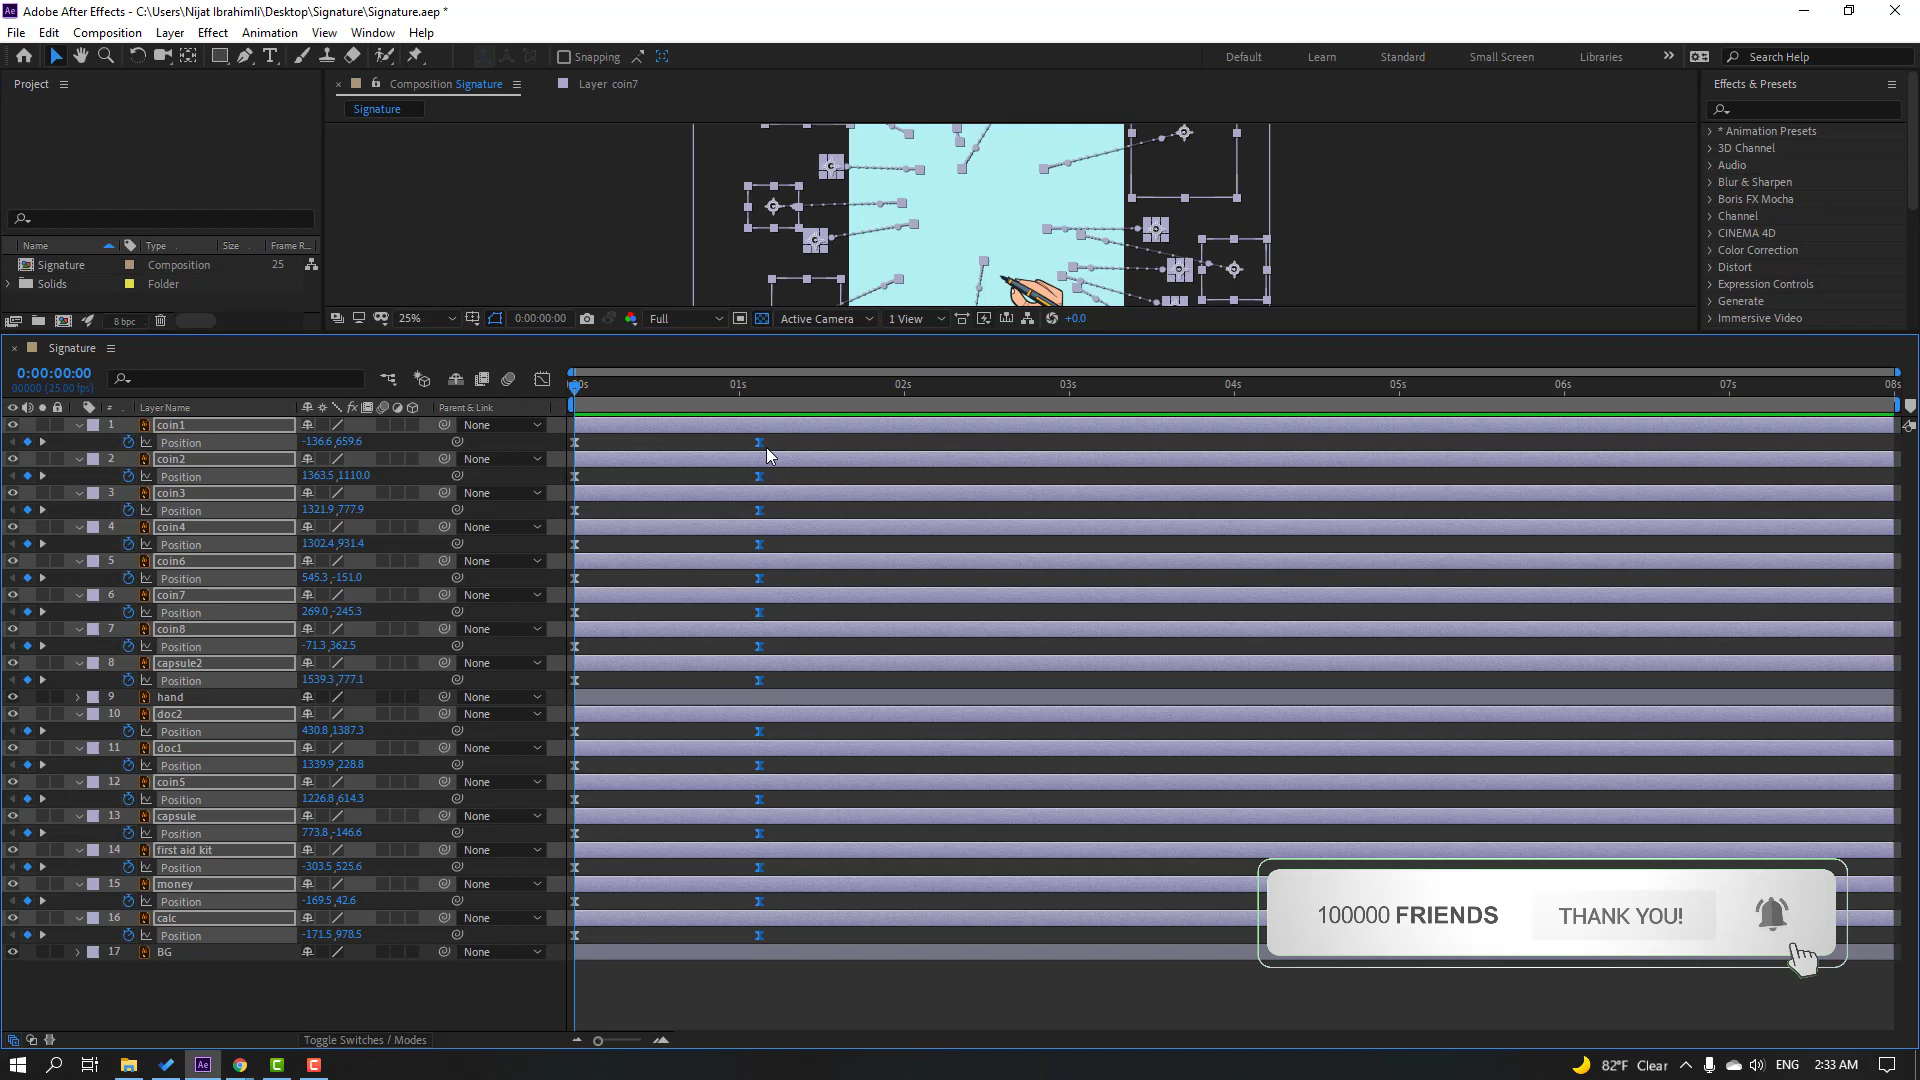 Adobe After Effects - C:\Users\Nijat Ibrahimli\Desktop\Signature\Signature.aep *
File Edit Composition Layer Effect Animation View Window Help
Snapping
Default Learn Standard Small Screen Libraries
Search Help
Project
Composition Signature
Layer coin7
Effects & Presets
Signature
* Animation Presets
3D Channel
Audio
Blur & Sharpen
Boris FX Mocha
Channel
CINEMA 4D
Color Correction
Distort
Expression Controls
Generate
Immersive Video
Name Type Size Frame R...
Signature Composition 25
Solids Folder
8 bpc
25% 0:00:00:00 Full Active Camera 1 View +0.0
Signature
0:00:00:00
00000 (25.00 fps)
01s 02s 03s 04s 05s 06s 07s 08s
# Layer Name Parent & Link
1 coin1 None
Position -136.6,659.6
2 coin2 None
Position 1363.5,1110.0
3 coin3 None
Position 1321.9,777.9
4 coin4 None
Position 1302.4,931.4
5 coin6 None
Position 545.3,-151.0
6 coin7 None
Position 269.0,-245.3
7 coin8 None
Position -71.3,362.5
8 capsule2 None
Position 1539.3,777.1
9 hand None
10 doc2 None
Position 430.8,1387.3
11 doc1 None
Position 1339.9,228.8
12 coin5 None
Position 1226.8,614.3
13 capsule None
Position 773.8,-146.6
14 first aid kit None
Position -303.5,525.6
15 money None
Position -169.5,42.6
16 calc None
Position -171.5,978.5
17 BG None
100000 FRIENDS THANK YOU!
Toggle Switches / Modes
82°F Clear ENG 2:33 AM